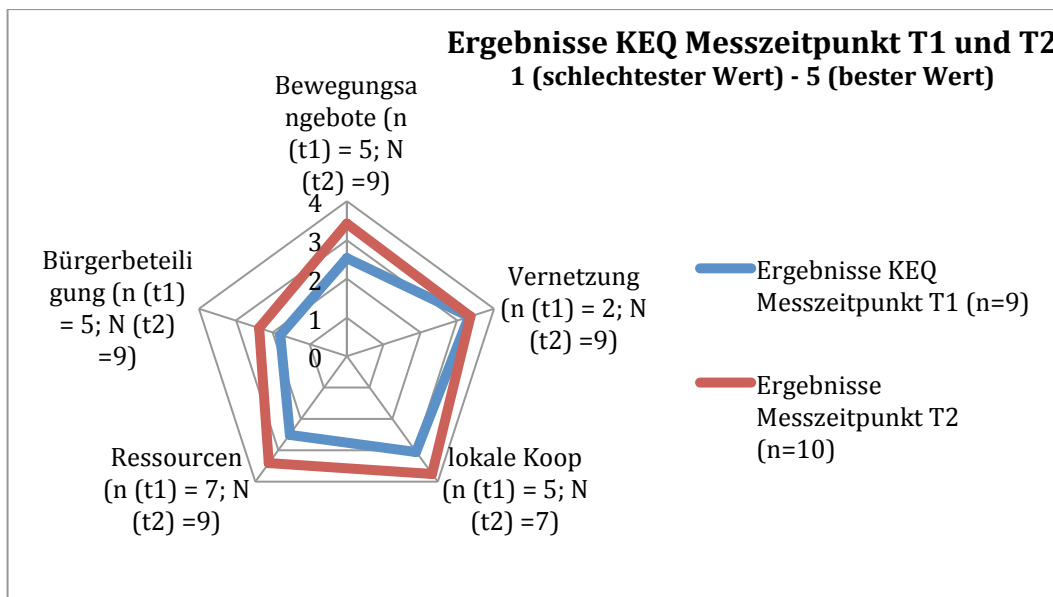 Ergebnisse KEQ Messzeitpunkt T1 und T2
1 (schlechtester Wert) - 5 (bester Wert)
Bewegungsa
ngebote (n
(t1) = 5; N
(t2) =9)
4
3
2
1
0
Vernetzung
(n (t1) = 2; N
(t2) =9)
lokale Koop
(n (t1) = 5; N
(t2) =7)
Ressourcen
(n (t1) = 7; N
(t2) =9)
Bürgerbeteili
gung (n (t1)
= 5; N (t2)
=9)
Ergebnisse KEQ
Messzeitpunkt T1 (n=9)
Ergebnisse
Messzeitpunkt T2
(n=10)